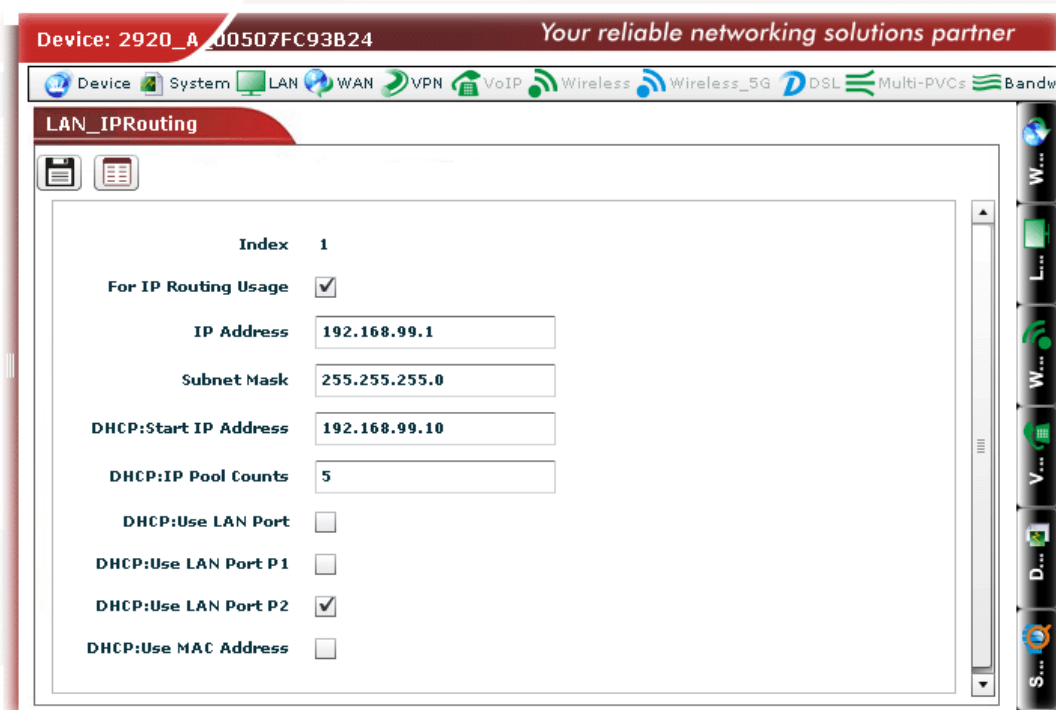 Your reliable networking solutions partner
Device: 2920_A_00507FC93B24
Device System LAN WAN VPN VoIP Wireless Wireless_5G DSL Multi-PVCs Bandw
LAN_IPRouting
Index 1
For IP Routing Usage
IP Address 192.168.99.1
Subnet Mask 255.255.255.0
DHCP:Start IP Address 192.168.99.10
DHCP:IP Pool Counts 5
DHCP:Use LAN Port
DHCP:Use LAN Port P1
DHCP:Use LAN Port P2
DHCP:Use MAC Address
W...
L...
W...
V...
D...
S...